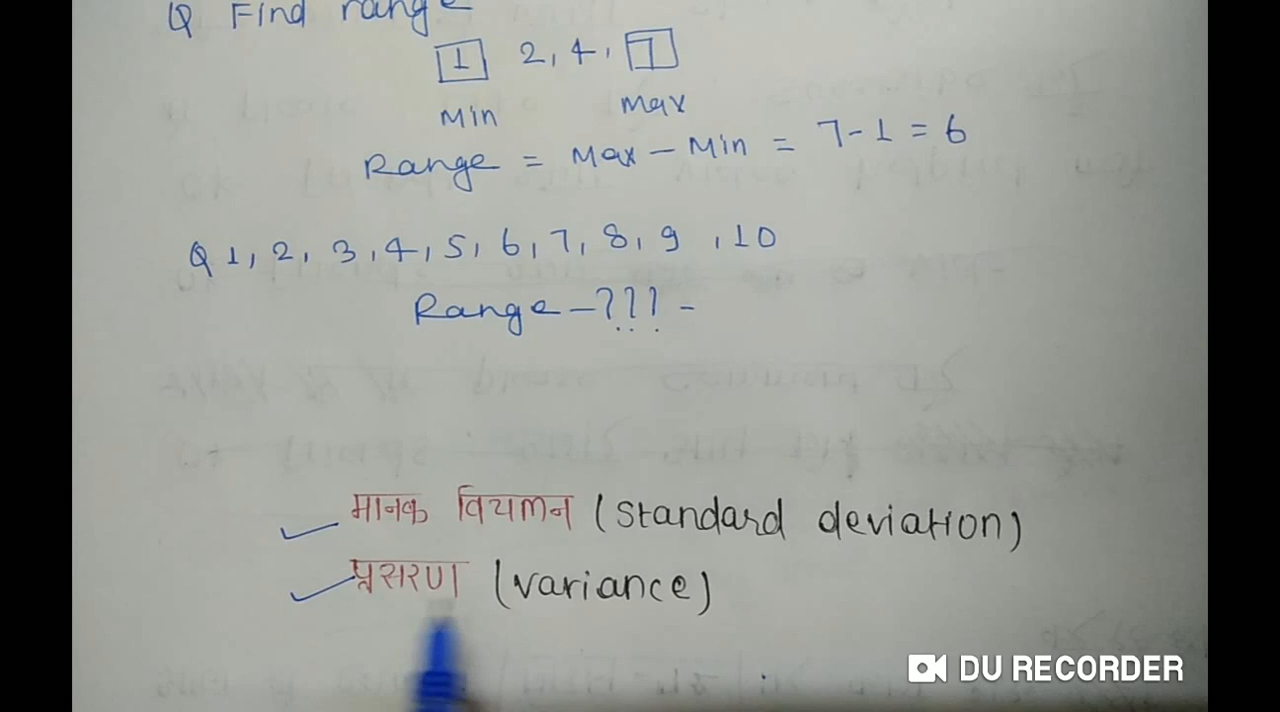 Q Find range
1 2, 4, 7
Min Max
Range = Max - Min = 7-1 = 6
Q 1, 2, 3, 4, 5, 6, 7, 8, 9, 10
Range - ??? -
मानक वियलन (standard deviation)
प्रसरण (variance)
DU RECORDER